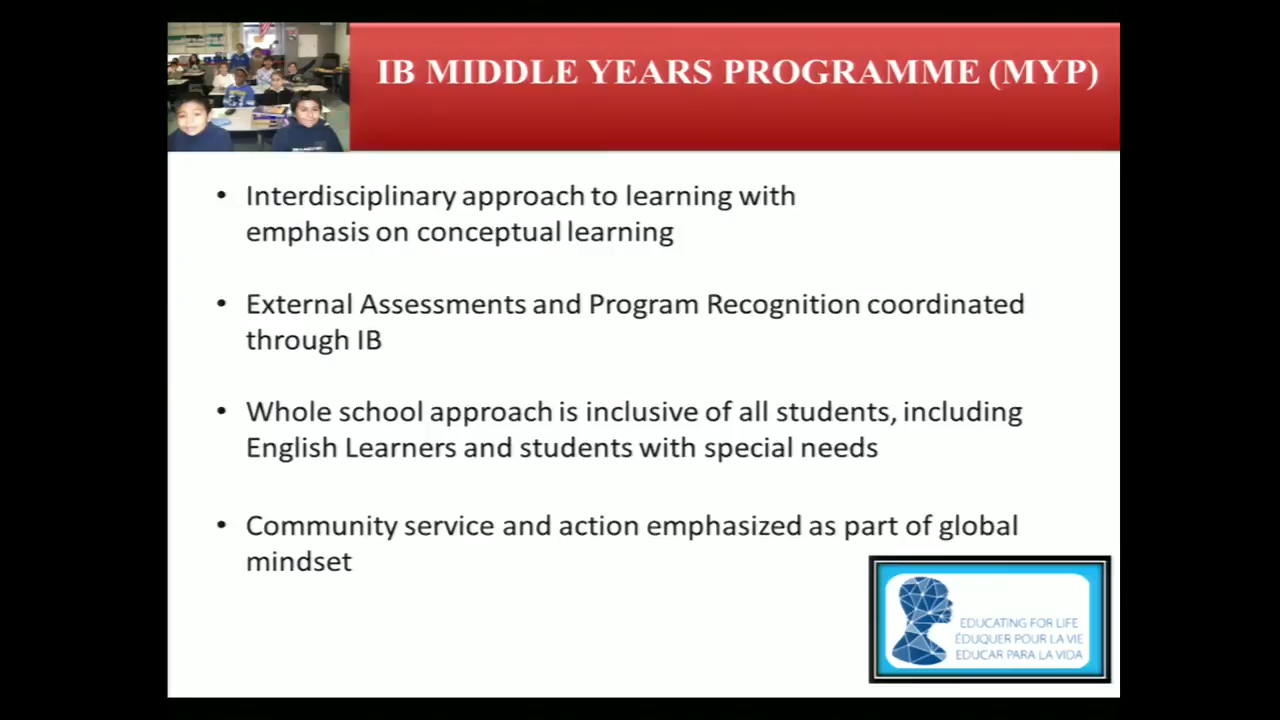 IB MIDDLE YEARS PROGRAMME (MYP)
• Interdisciplinary approach to learning with
emphasis on conceptual learning
• External Assessments and Program Recognition coordinated
through IB
• Whole school approach is inclusive of all students, including
English Learners and students with special needs
• Community service and action emphasized as part of global
mindset
EDUCATING FOR LIFE
ÉDUQUER POUR LA VIE
EDUCAR PARA LA VIDA